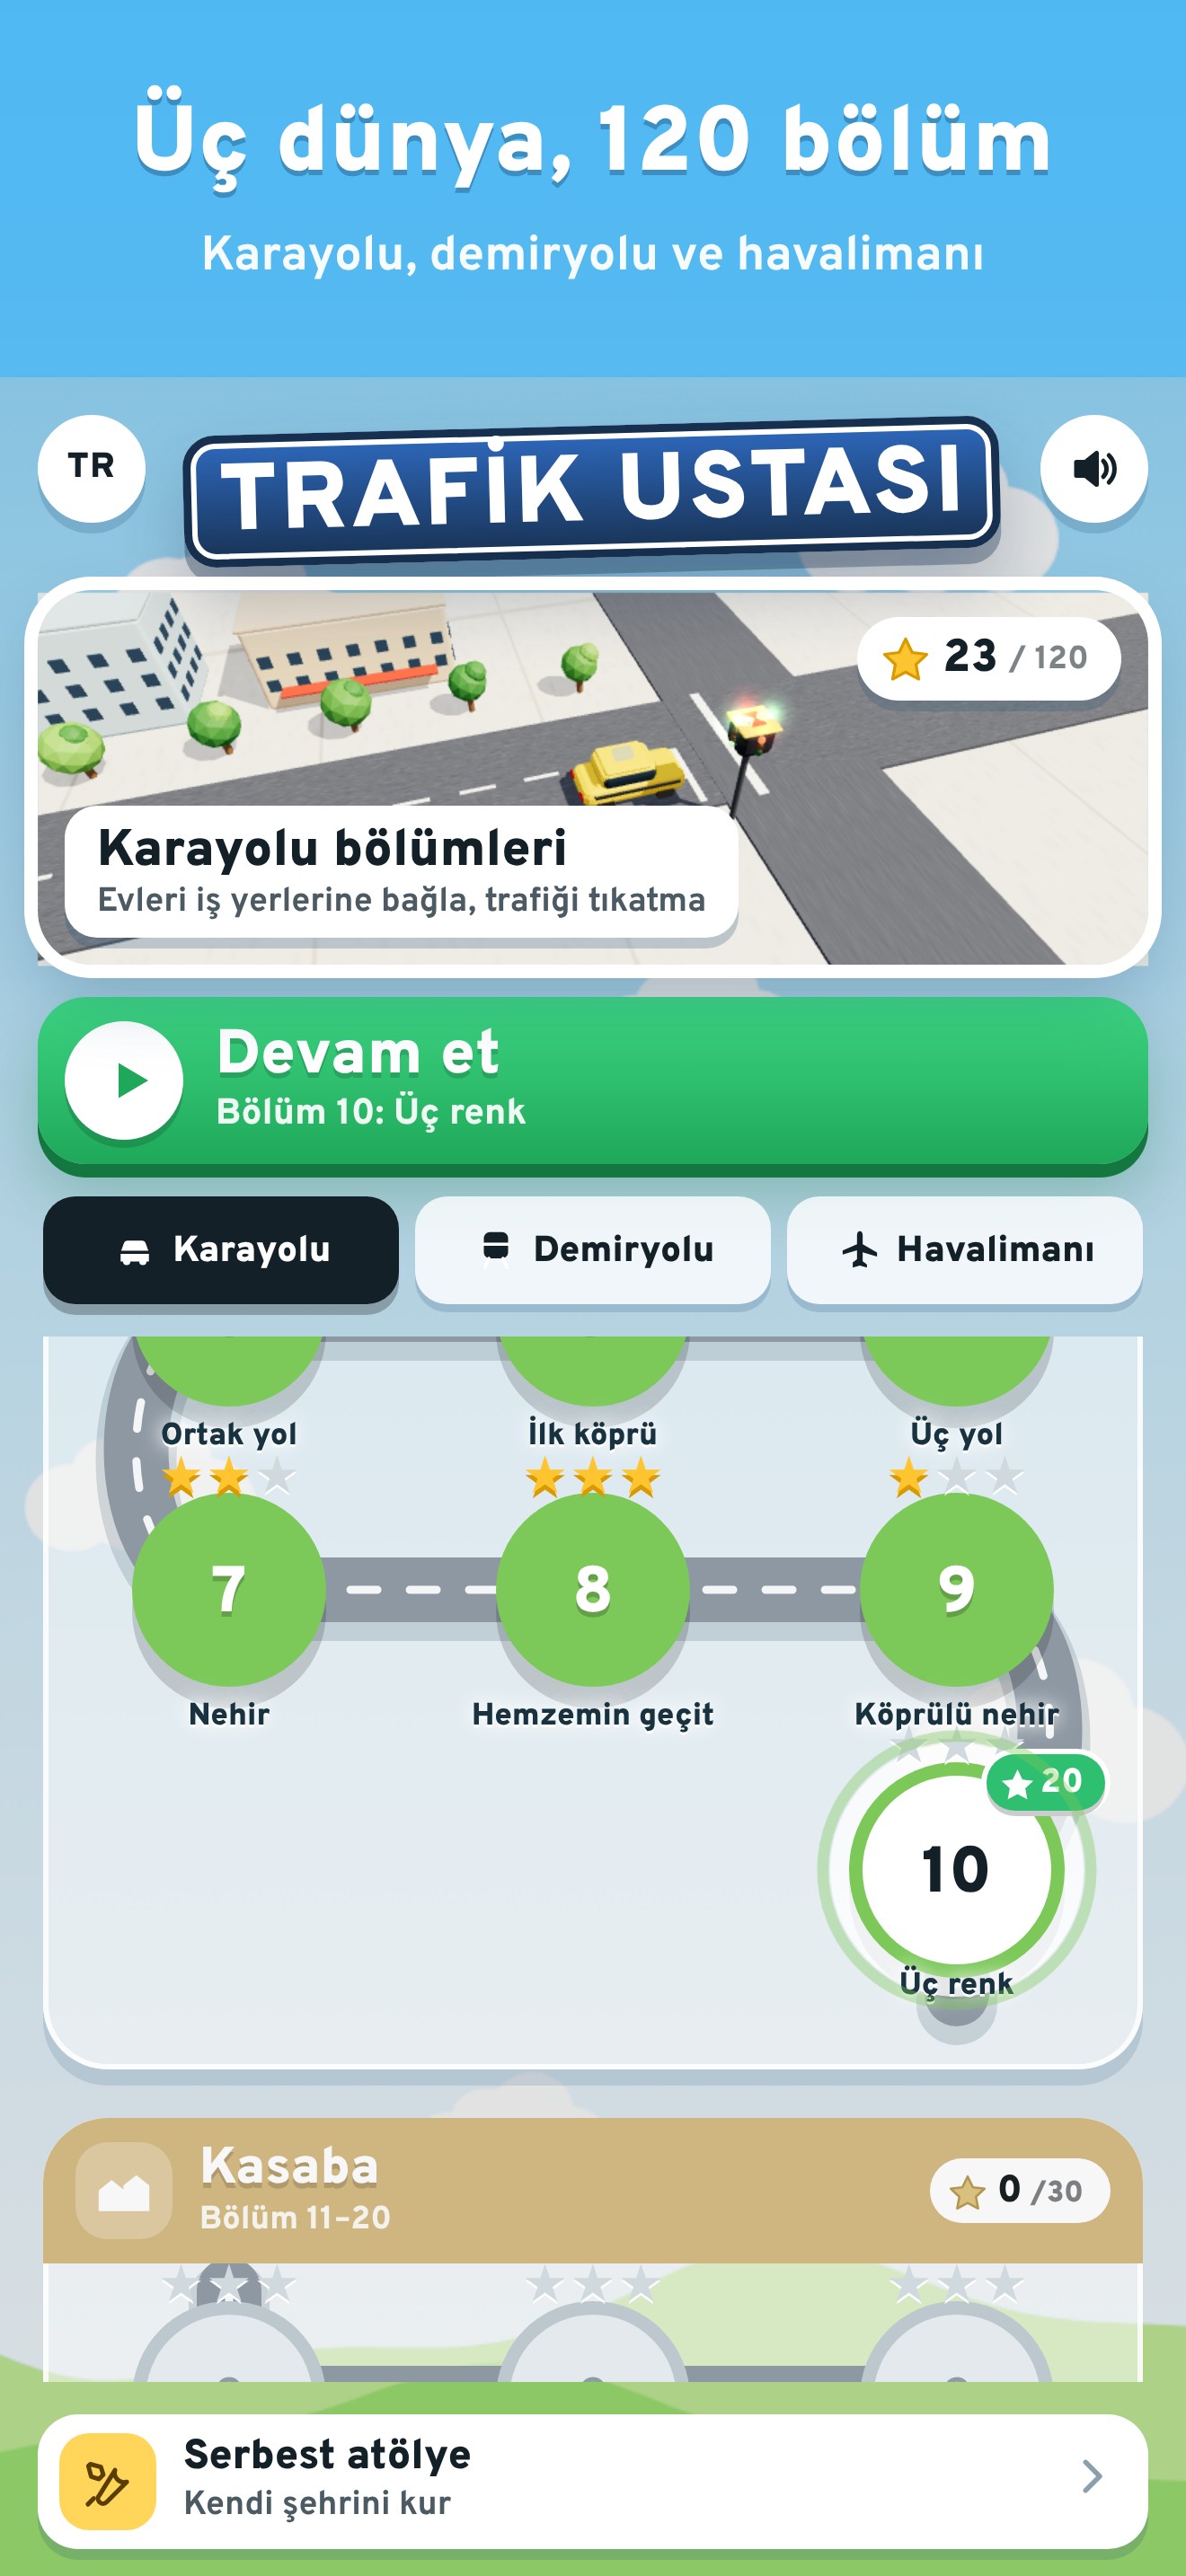 Üç dünya, 120 bölüm
Karayolu, demiryolu ve havalimanı
TR
TRAFİK USTASI
23 / 120
Karayolu bölümleri
Evleri iş yerlerine bağla, trafiği tıkatma
Devam et
Bölüm 10: Üç renk
Karayolu
Demiryolu
Havalimanı
Ortak yol
İlk köprü
Üç yol
7
8
9
Nehir
Hemzemin geçit
Köprülü nehir
20
10
Üç renk
Kasaba
Bölüm 11–20
0 /30
Serbest atölye
Kendi şehrini kur